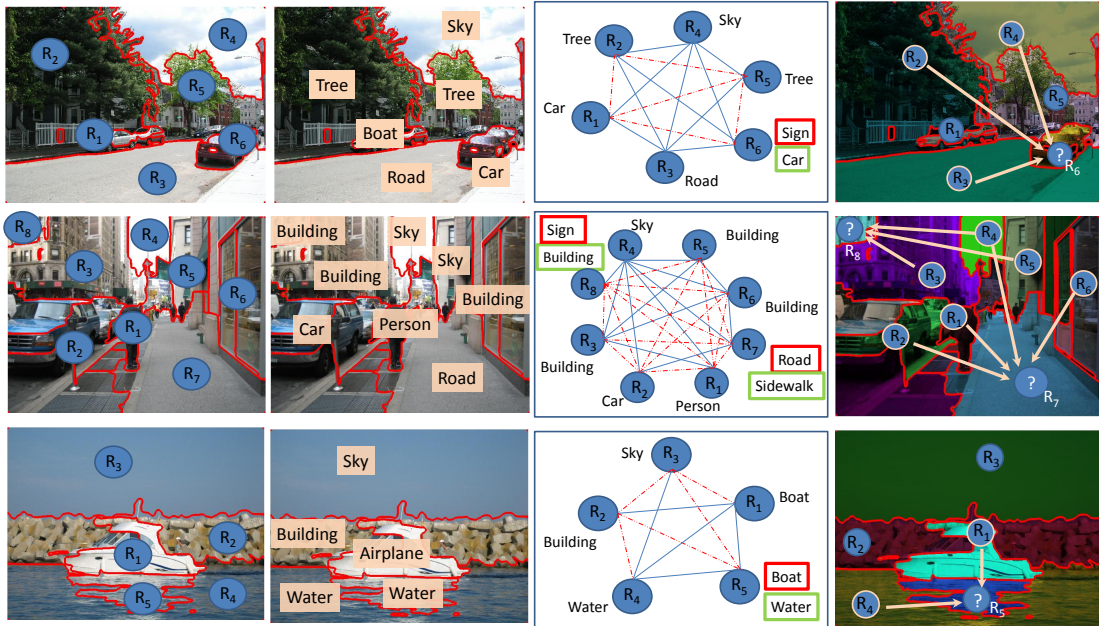 R1
R2
R3
R4
R5
R6
Sky
Tree
Tree
Boat
Road
Car
R4
Sky
Tree
R2
R5
Tree
Car
R1
R6
Sign
Car
R3
Road
R4
R2
R5
R1
R3
?
R6
R8
R4
R3
R5
R6
R1
R2
R7
Building
Sky
Building
Sky
Building
Car
Person
Road
Sign
Building
Sky
R4
R5
Building
R8
R6
Building
R3
Building
R7
Road
Sidewalk
R2
Car
R1
Person
?
R8
R4
R5
R3
R6
R1
R2
?
R7
R3
R2
R1
R5
R4
Sky
Building
Airplane
Water
Water
Sky
R3
R1
Boat
R2
Building
R4
Water
R5
Boat
Water
R3
R1
R2
R4
?
R5